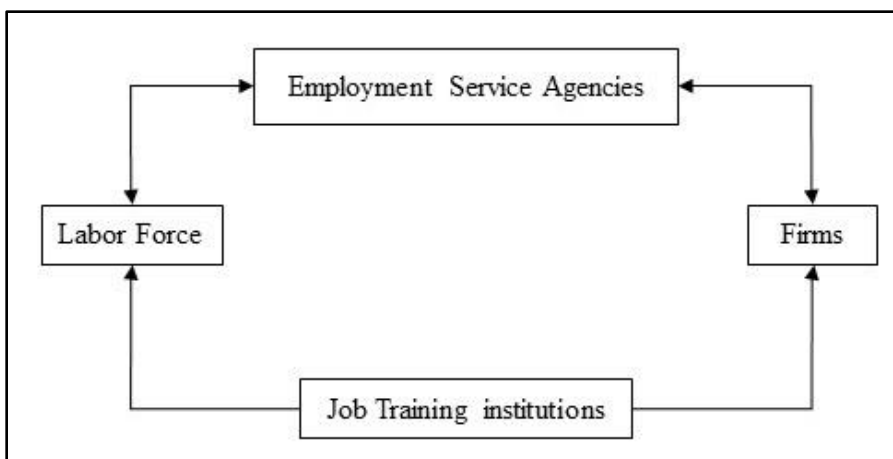 Employment Service Agencies
Labor Force
Firms
Job Training institutions